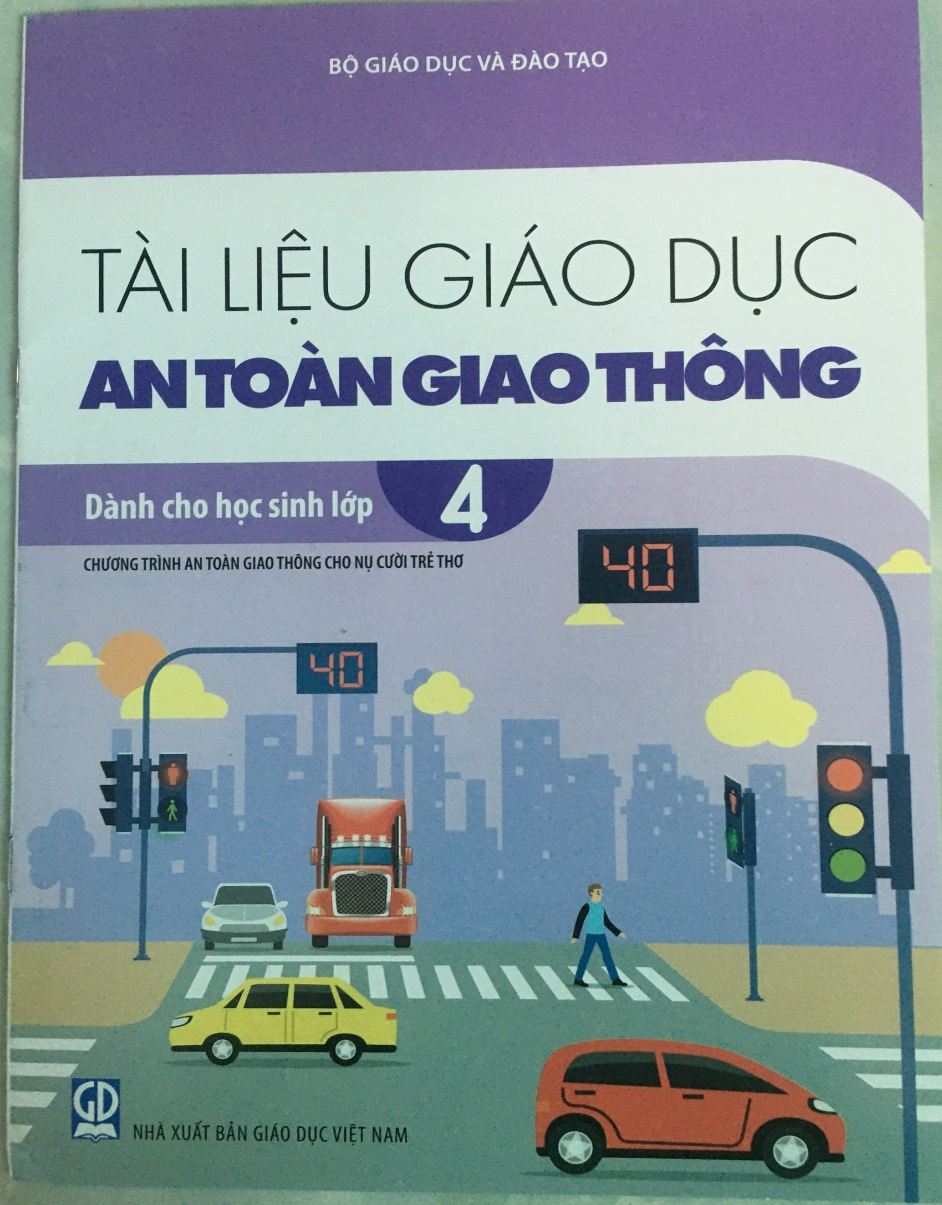 BỘ GIÁO DỤC VÀ ĐÀO TẠO
TÀI LIỆU GIÁO DỤC
AN TOÀN GIAO THÔNG
Dành cho học sinh lớp 4
CHƯƠNG TRÌNH AN TOÀN GIAO THÔNG CHO NỤ CƯỜI TRẺ THƠ
40
40
GD
NHÀ XUẤT BẢN GIÁO DỤC VIỆT NAM